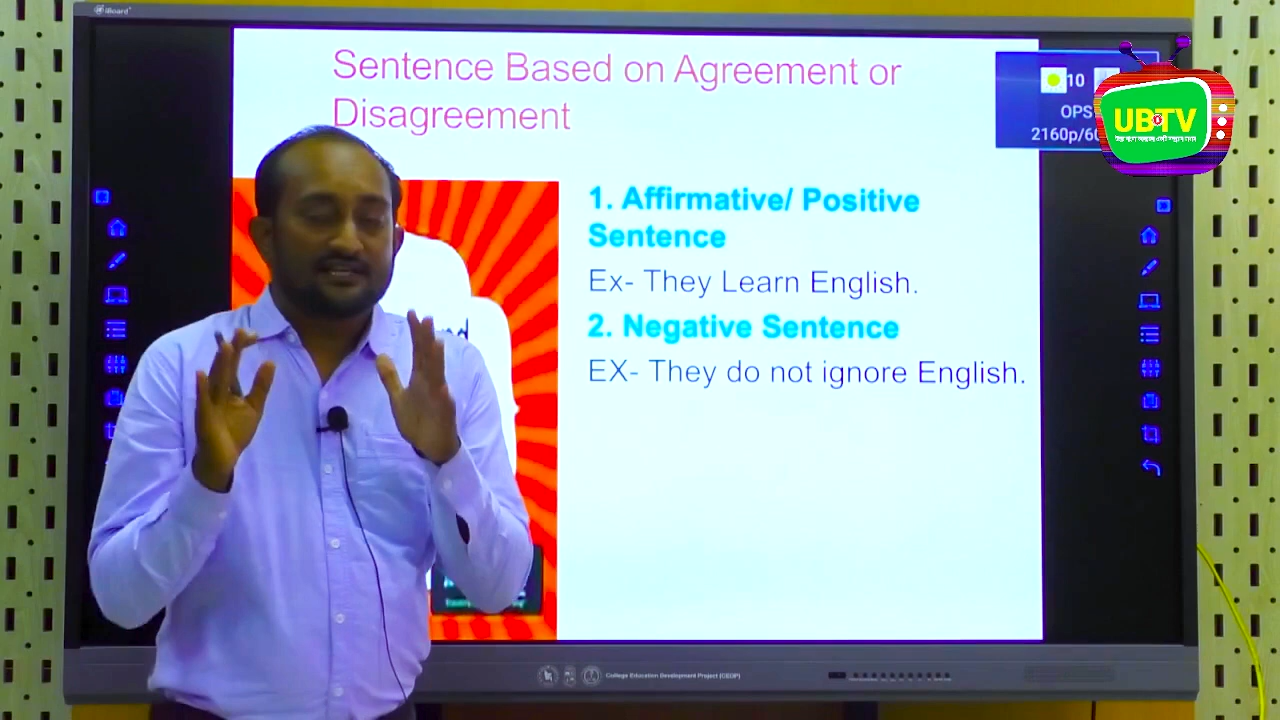 iBoard
Sentence Based on Agreement or
Disagreement
10
OPS
2160p/60
UBTV
1. Affirmative/ Positive
Sentence
Ex- They Learn English.
2. Negative Sentence
EX- They do not ignore English.
College Education Development Project (CEDP)